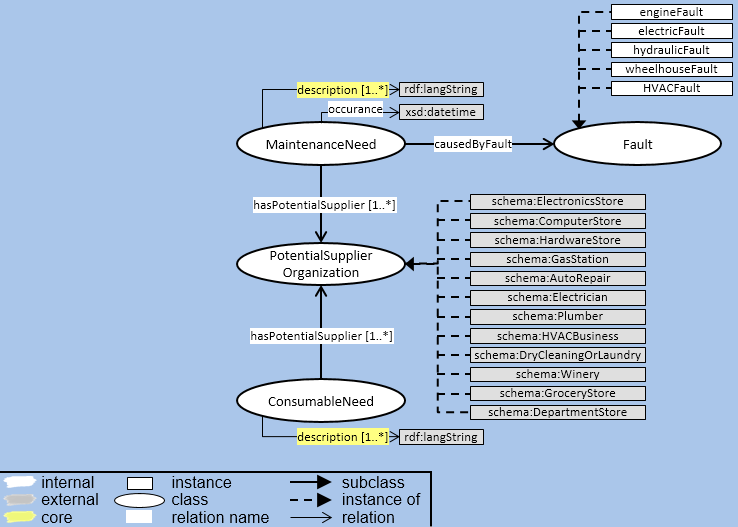 engineFault
electricFault
hydraulicFault
wheelhouseFault
HVACFault
description [1..*]
rdf:langString
occurance
xsd:datetime
MaintenanceNeed
causedByFault
Fault
hasPotentialSupplier [1..*]
schema:ElectronicsStore
schema:ComputerStore
schema:HardwareStore
schema:GasStation
schema:AutoRepair
schema:Electrician
schema:Plumber
schema:HVACBusiness
schema:DryCleaningOrLaundry
schema:Winery
schema:GroceryStore
schema:DepartmentStore
PotentialSupplier
Organization
hasPotentialSupplier [1..*]
ConsumableNeed
description [1..*]
rdf:langString
internal
instance
subclass
external
class
instance of
core
relation name
relation